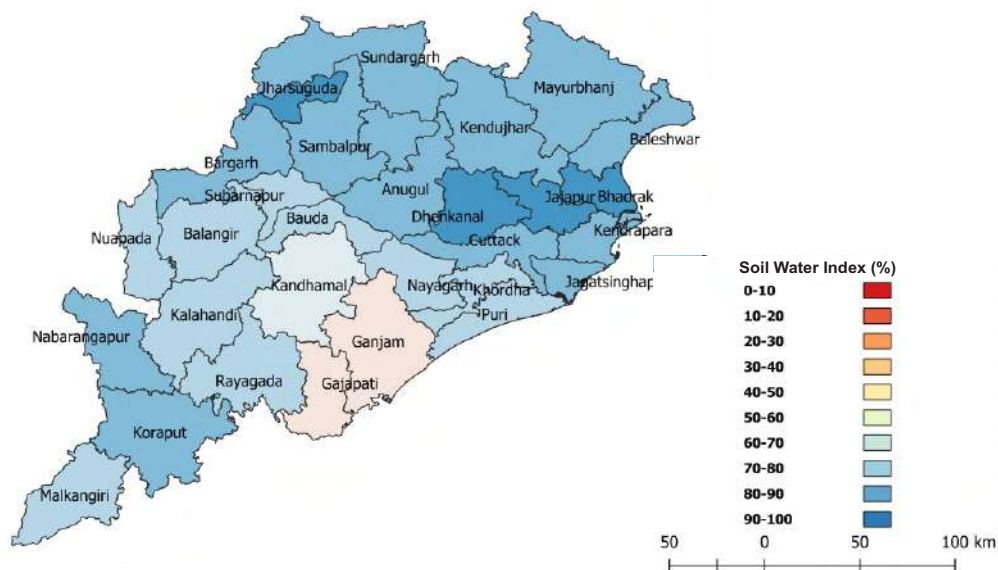 Sundargarh
Jharsuguda
Mayurbhanj
Kendujhar
Baleshwar
Sambalpur
Bargarh
Anugul
Subarnapur
Jajapur
Bhadrak
Dhenkanal
Bauda
Kendrapara
Nuapada
Balangir
Cuttack
Kandhamal
Nayagarh
Khordha
Jagatsinghap
Kalahandi
Puri
Nabarangapur
Ganjam
Rayagada
Gajapati
Koraput
Malkangiri
Soil Water Index (%)
0-10
10-20
20-30
30-40
40-50
50-60
60-70
70-80
80-90
90-100
50 0 50 100 km